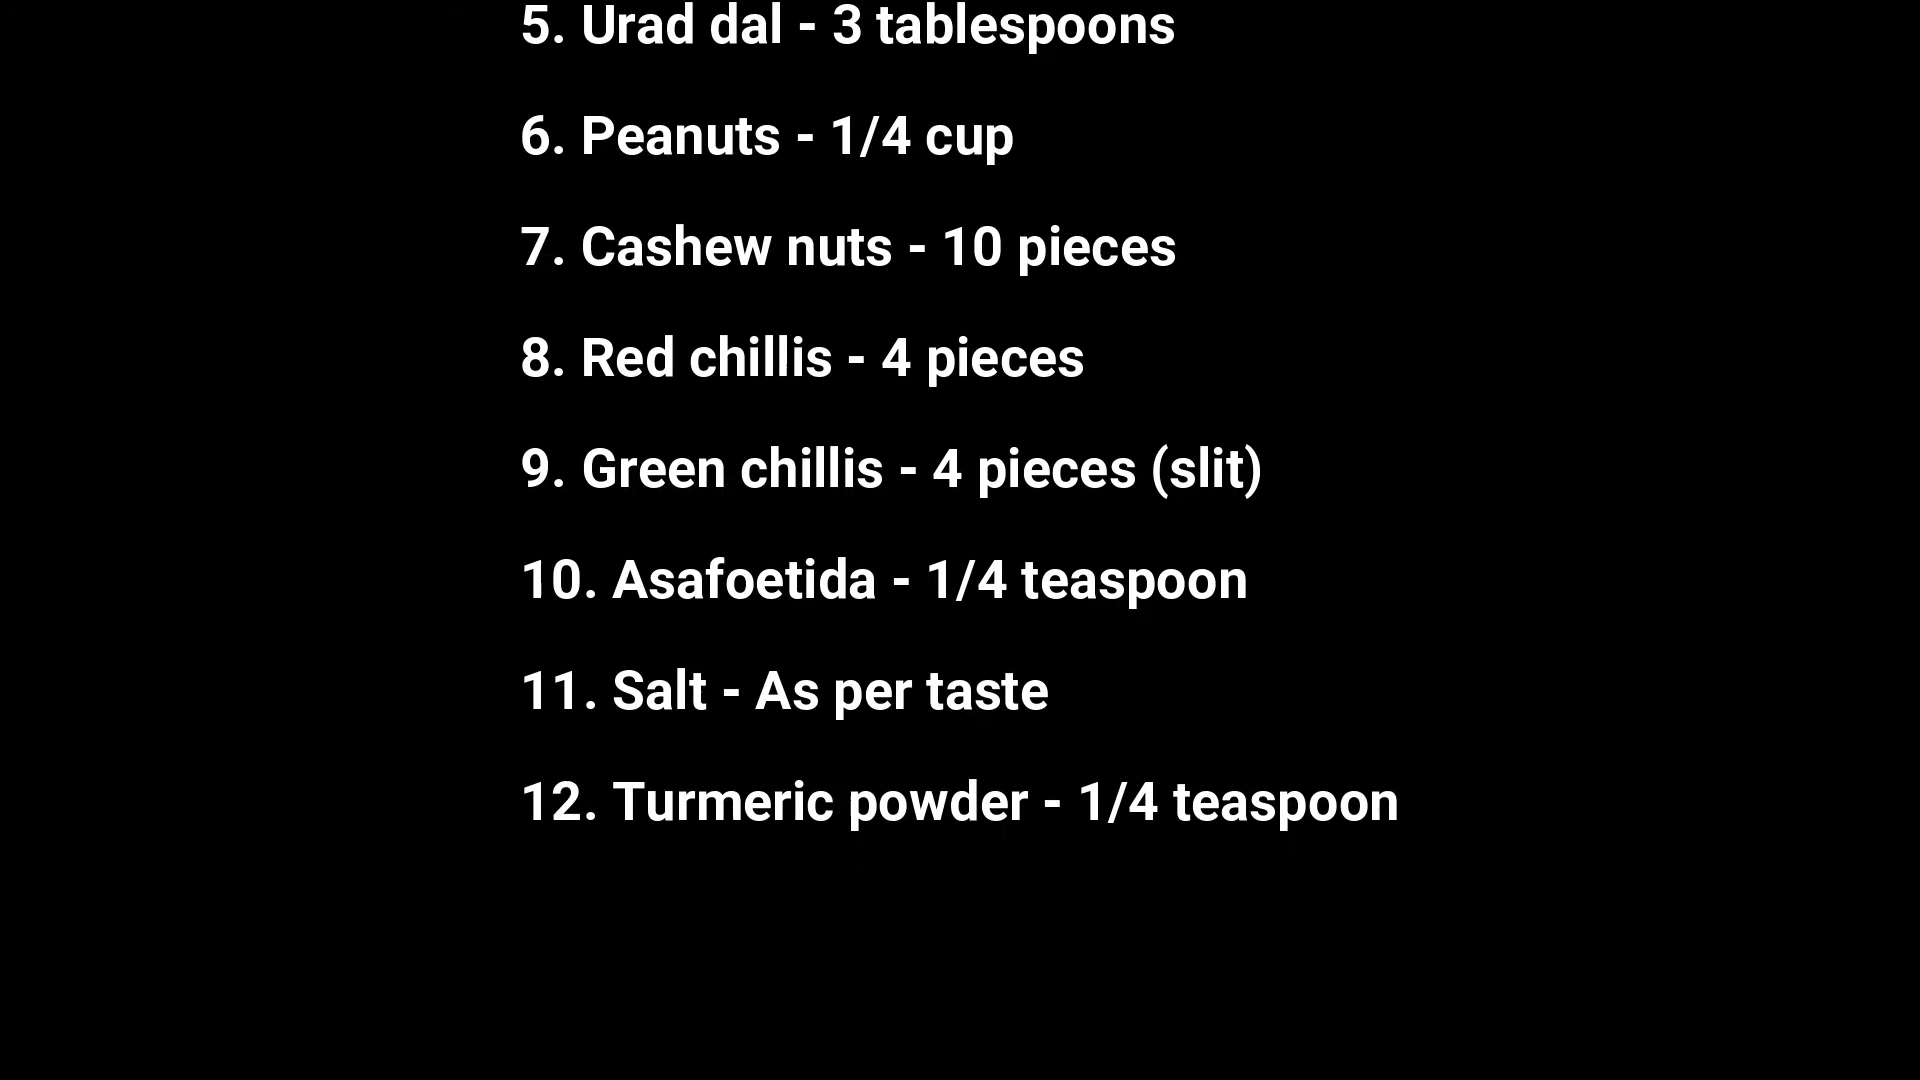 5. Urad dal - 3 tablespoons
6. Peanuts - 1/4 cup
7. Cashew nuts - 10 pieces
8. Red chillis - 4 pieces
9. Green chillis - 4 pieces (slit)
10. Asafoetida - 1/4 teaspoon
11. Salt - As per taste
12. Turmeric powder - 1/4 teaspoon